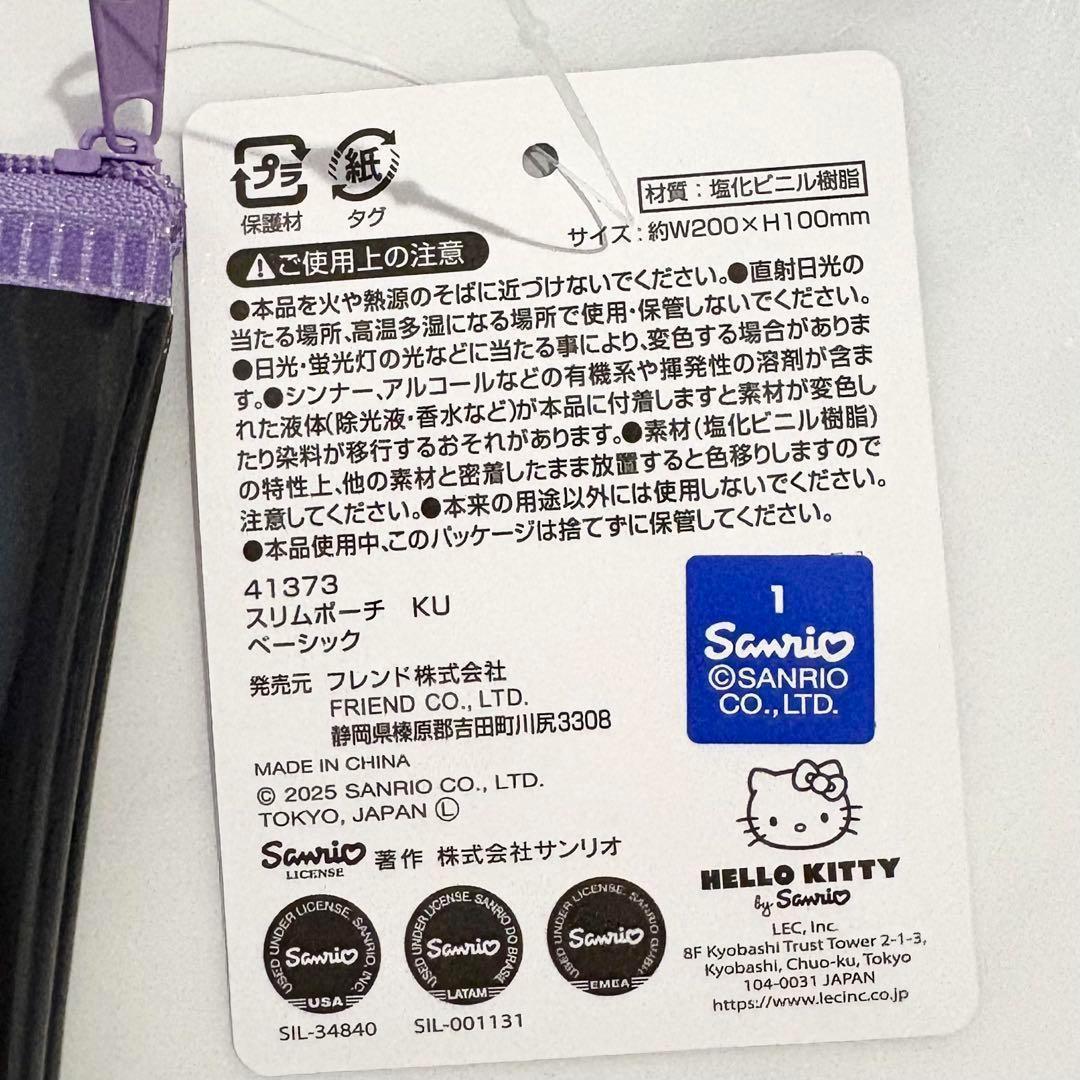 プラ
保護材
紙
タグ
材質：塩化ビニル樹脂
サイズ：約W200×H100mm
ご使用上の注意
●本品を火や熱源のそばに近づけないでください。●直射日光の
当たる場所、高温多湿になる場所で使用・保管しないでください。
●日光・蛍光灯の光などに当たる事により、変色する場合がありま
す。●シンナー、アルコールなどの有機系や揮発性の溶剤が含ま
れた液体(除光液・香水など)が本品に付着しますと素材が変色し
たり染料が移行するおそれがあります。●素材(塩化ビニル樹脂)
の特性上、他の素材と密着したまま放置すると色移りしますので
注意してください。●本来の用途以外には使用しないでください。
●本品使用中、このパッケージは捨てずに保管してください。
41373
スリムポーチ KU
ベーシック
発売元 フレンド株式会社
FRIEND CO., LTD.
静岡県榛原郡吉田町川尻3308
MADE IN CHINA
© 2025 SANRIO CO., LTD.
TOKYO, JAPAN Ⓛ
Sanrio
LICENSE
著作 株式会社サンリオ
1
Sanrio
©SANRIO
CO.,LTD.
HELLO KITTY
by Sanrio
LEC, Inc.
8F Kyobashi Trust Tower 2-1-3,
Kyobashi, Chuo-ku, Tokyo
104-0031 JAPAN
https://www.lecinc.co.jp
USED UNDER LICENSE. SANRIO INC.
Sanrio
USA
SIL-34840
USED UNDER LICENSE. SANRIO DO BRASIL
Sanrio
LATAM
SIL-001131
USED UNDER LICENSE. SANRIO GMBH
Sanrio
EMEA